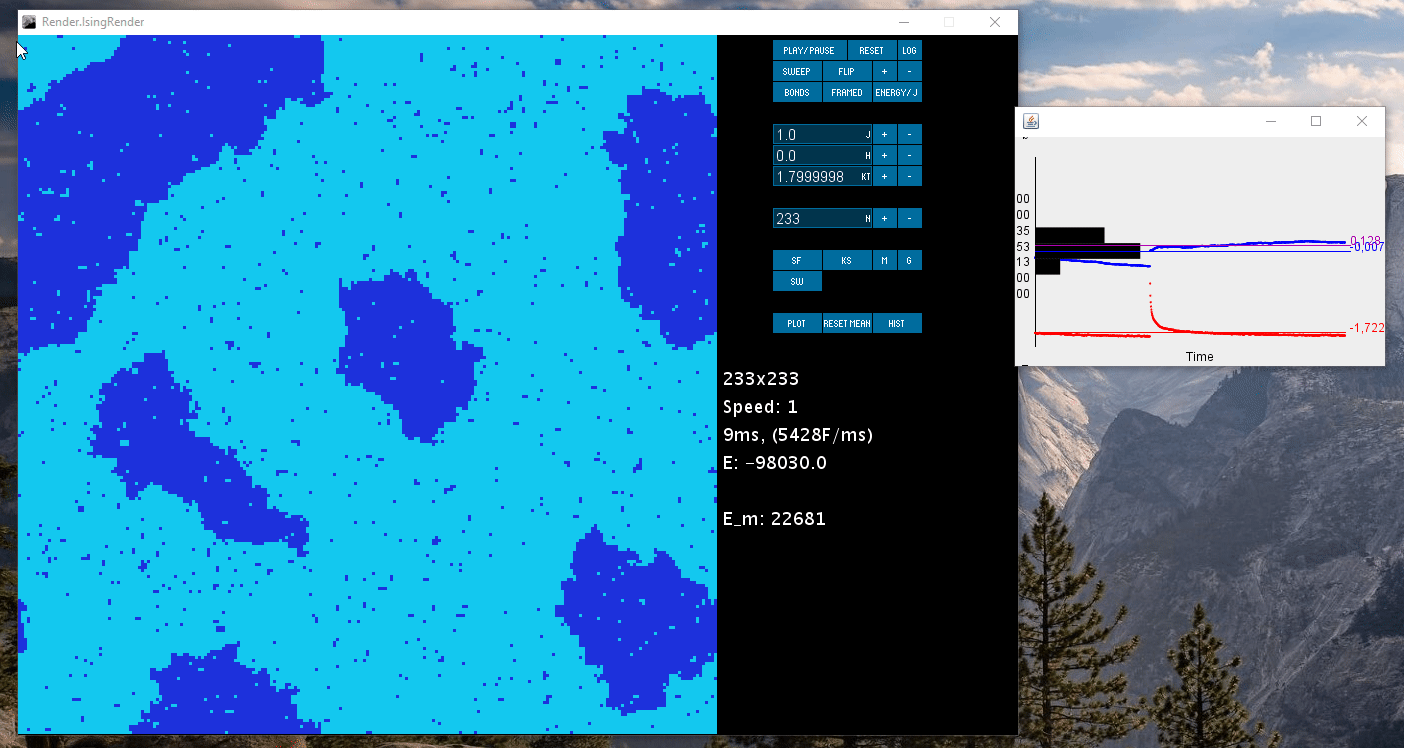 Render.IsingRender
PLAY/PAUSE RESET LOG
SWEEP FLIP + -
BONDS FRAMED ENERGY/J
1.0 J + -
0.0 H + -
1.7999998 KT + -
233 N + -
SF KS M G
SW
PLOT RESET MEAN HIST
233x233
Speed: 1
9ms, (5428F/ms)
E: -98030.0
E_m: 22681
00
00
35
53
13
00
00
0,128
-0,007
-1,722
Time